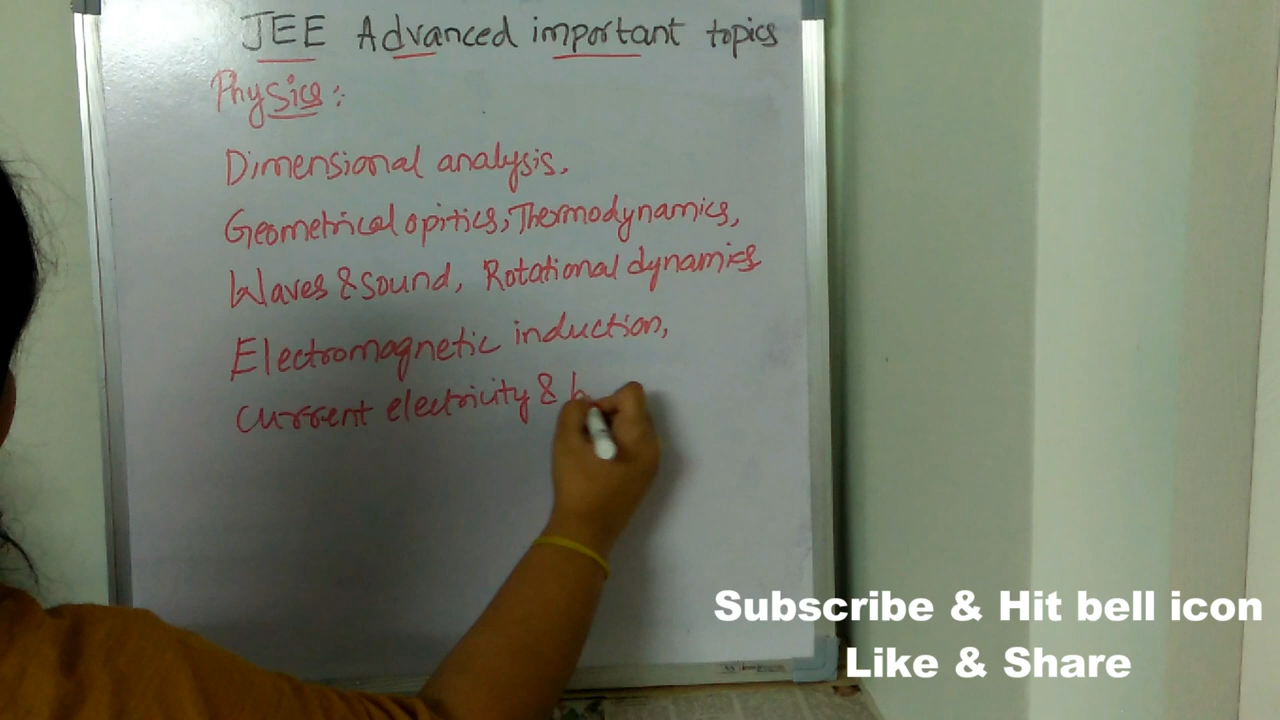 JEE Advanced important topics
Physics:
Dimensional analysis,
Geometrical opitics, Thermodynamics,
Waves & sound, Rotational dynamics
Electromagnetic induction,
Current electricity &
Subscribe & Hit bell icon
Like & Share